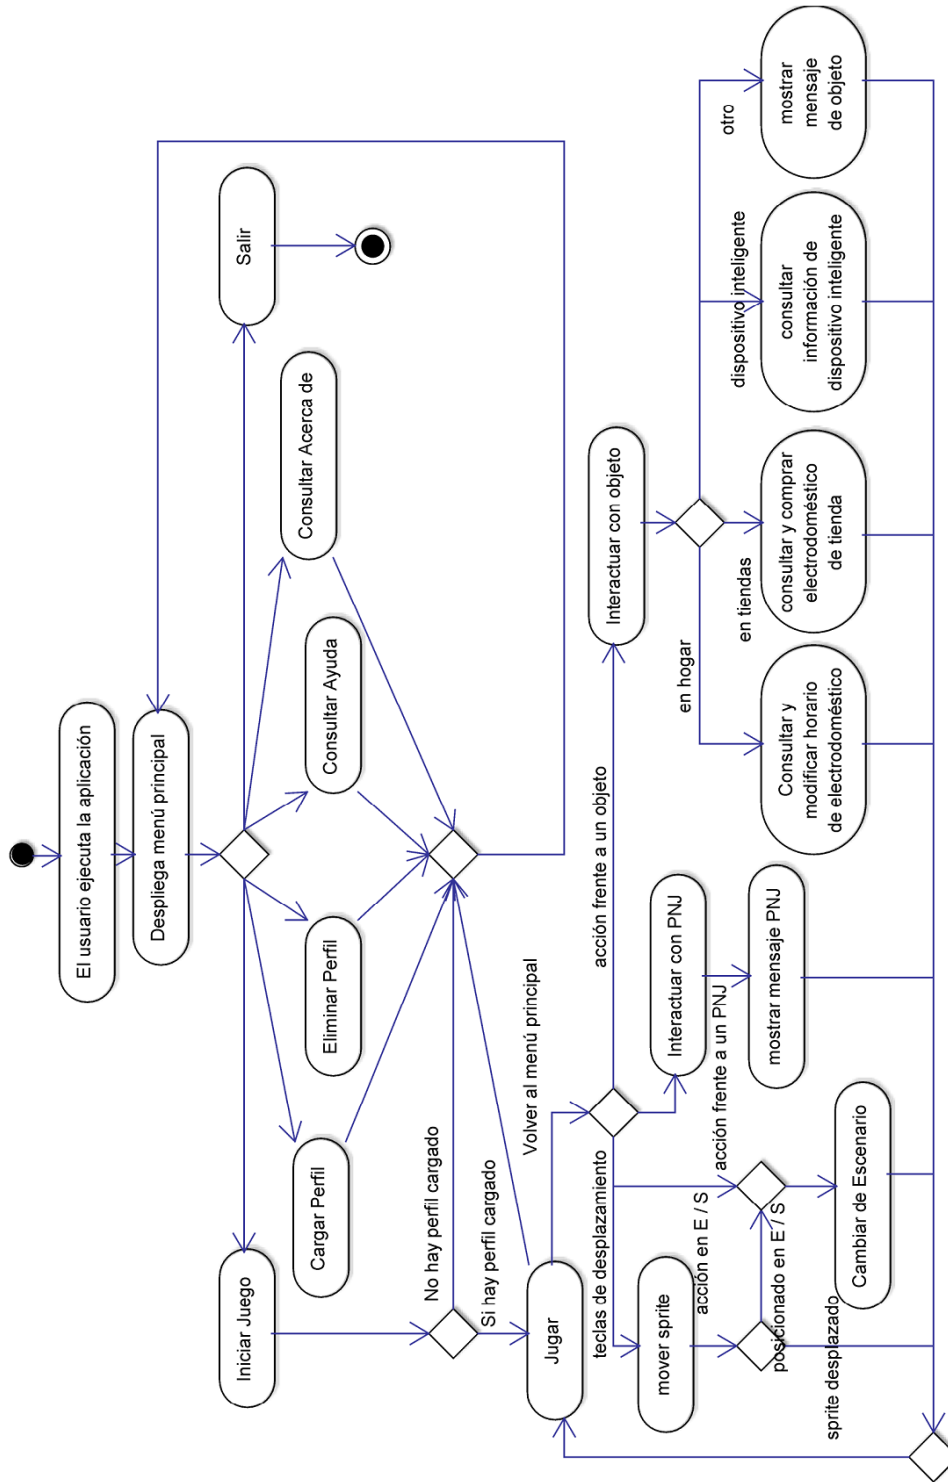 El usuario ejecuta la aplicación
Despliega menú principal
Iniciar Juego
Salir
Cargar Perfil
Eliminar Perfil
Consultar Ayuda
Consultar Acerca de
No hay perfil cargado
Si hay perfil cargado
Volver al menú principal
Jugar
teclas de desplazamiento
acción frente a un objeto
Interactuar con objeto
mover sprite
acción en E / S
acción frente a un PNJ
Interactuar con PNJ
en hogar
en tiendas
dispositivo inteligente
otro
posicionado en E / S
mostrar mensaje PNJ
Consultar y
modificar horario
de electrodoméstico
consultar y comprar
electrodoméstico
de tienda
consultar
información de
dispositivo inteligente
mostrar
mensaje
de objeto
sprite desplazado
Cambiar de Escenario